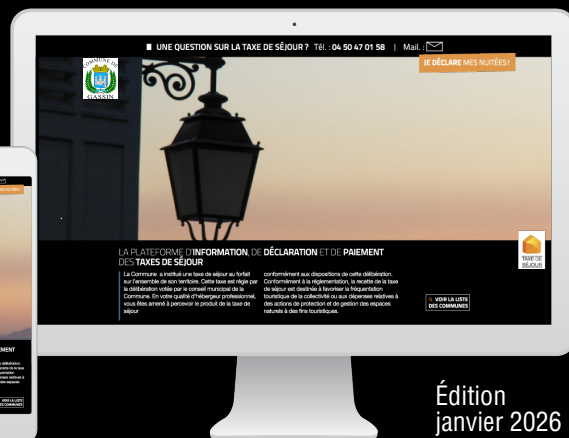 UNE QUESTION SUR LA TAXE DE SÉJOUR ? Tél. : 04 50 47 01 58 | Mail. :
JE DÉCLARE MES NUITÉES !
COMMUNE DE
GASSIN
LA PLATEFORME D'INFORMATION, DE DÉCLARATION ET DE PAIEMENT
DES TAXES DE SÉJOUR
La Commune a institué une taxe de séjour au forfait
sur l'ensemble de son territoire. Cette taxe est régie par
la délibération votée par le conseil municipal de la
Commune. En votre qualité d'hébergeur professionnel,
vous êtes amené à percevoir le produit de la taxe de
séjour
conformément aux dispositions de cette délibération.
Conformément à la réglementation, la recette de la taxe
de séjour est destinée à favoriser la fréquentation
touristique de la collectivité ou aux dépenses relatives à
des actions de protection et de gestion des espaces
naturels à des fins touristiques.
TAXE DE
SÉJOUR
VOIR LA LISTE
DES COMMUNES
EMENT
VOIR LA LISTE
DES COMMUNES
Édition
janvier 2026